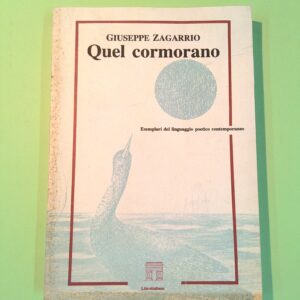 GIUSEPPE ZAGARRIO
Quel cormorano
Esemplari del linguaggio poetico contemporaneo